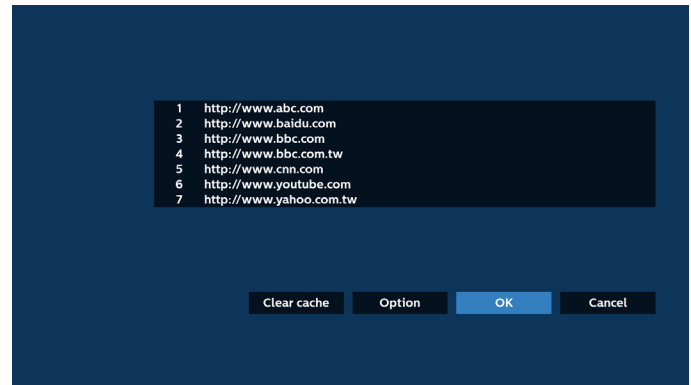 1 http://www.abc.com
2 http://www.baidu.com
3 http://www.bbc.com
4 http://www.bbc.com.tw
5 http://www.cnn.com
6 http://www.youtube.com
7 http://www.yahoo.com.tw
Clear cache Option OK Cancel